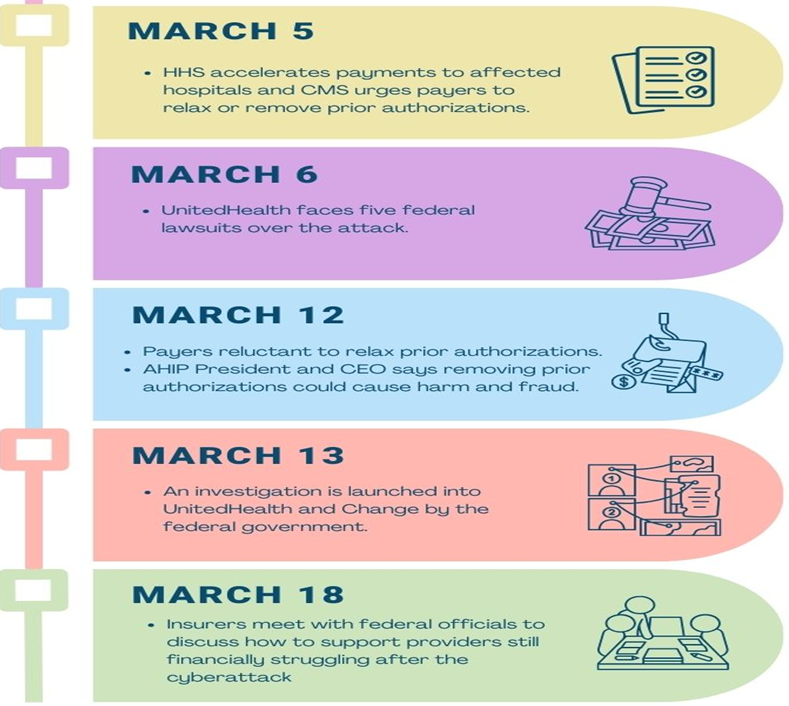 MARCH 5
• HHS accelerates payments to affected
hospitals and CMS urges payers to
relax or remove prior authorizations.
MARCH 6
• UnitedHealth faces five federal
lawsuits over the attack.
MARCH 12
• Payers reluctant to relax prior authorizations.
• AHIP President and CEO says removing prior
authorizations could cause harm and fraud.
$
MARCH 13
• An investigation is launched into
UnitedHealth and Change by the
federal government.
1
2
MARCH 18
• Insurers meet with federal officials to
discuss how to support providers still
financially struggling after the
cyberattack